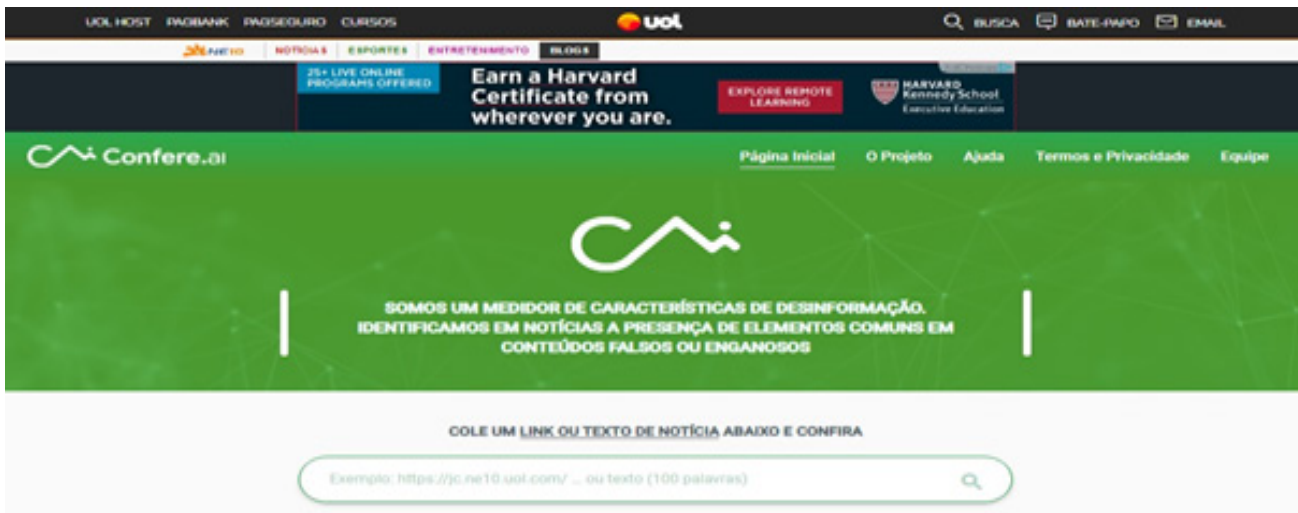 UOL HOST PAGBANK PAGSEGURO CURSOS UOL BUSCA BATE-PAPO EMAIL
NE10 NOTÍCIAS ESPORTES ENTRETENIMENTO BLOGS
25+ LIVE ONLINE
PROGRAMS OFFERED
Earn a Harvard
Certificate from
wherever you are.
EXPLORE REMOTE
LEARNING
HARVARD
Kennedy School
Executive Education
Confere.ai Página Inicial O Projeto Ajuda Termos e Privacidade Equipe
SOMOS UM MEDIDOR DE CARACTERÍSTICAS DE DESINFORMAÇÃO.
IDENTIFICAMOS EM NOTÍCIAS A PRESENÇA DE ELEMENTOS COMUNS EM
CONTEÚDOS FALSOS OU ENGANOSOS
COLE UM LINK OU TEXTO DE NOTÍCIA ABAIXO E CONFIRA
Exemplo: https://jc.ne10.uol.com/ ... ou texto (100 palavras)